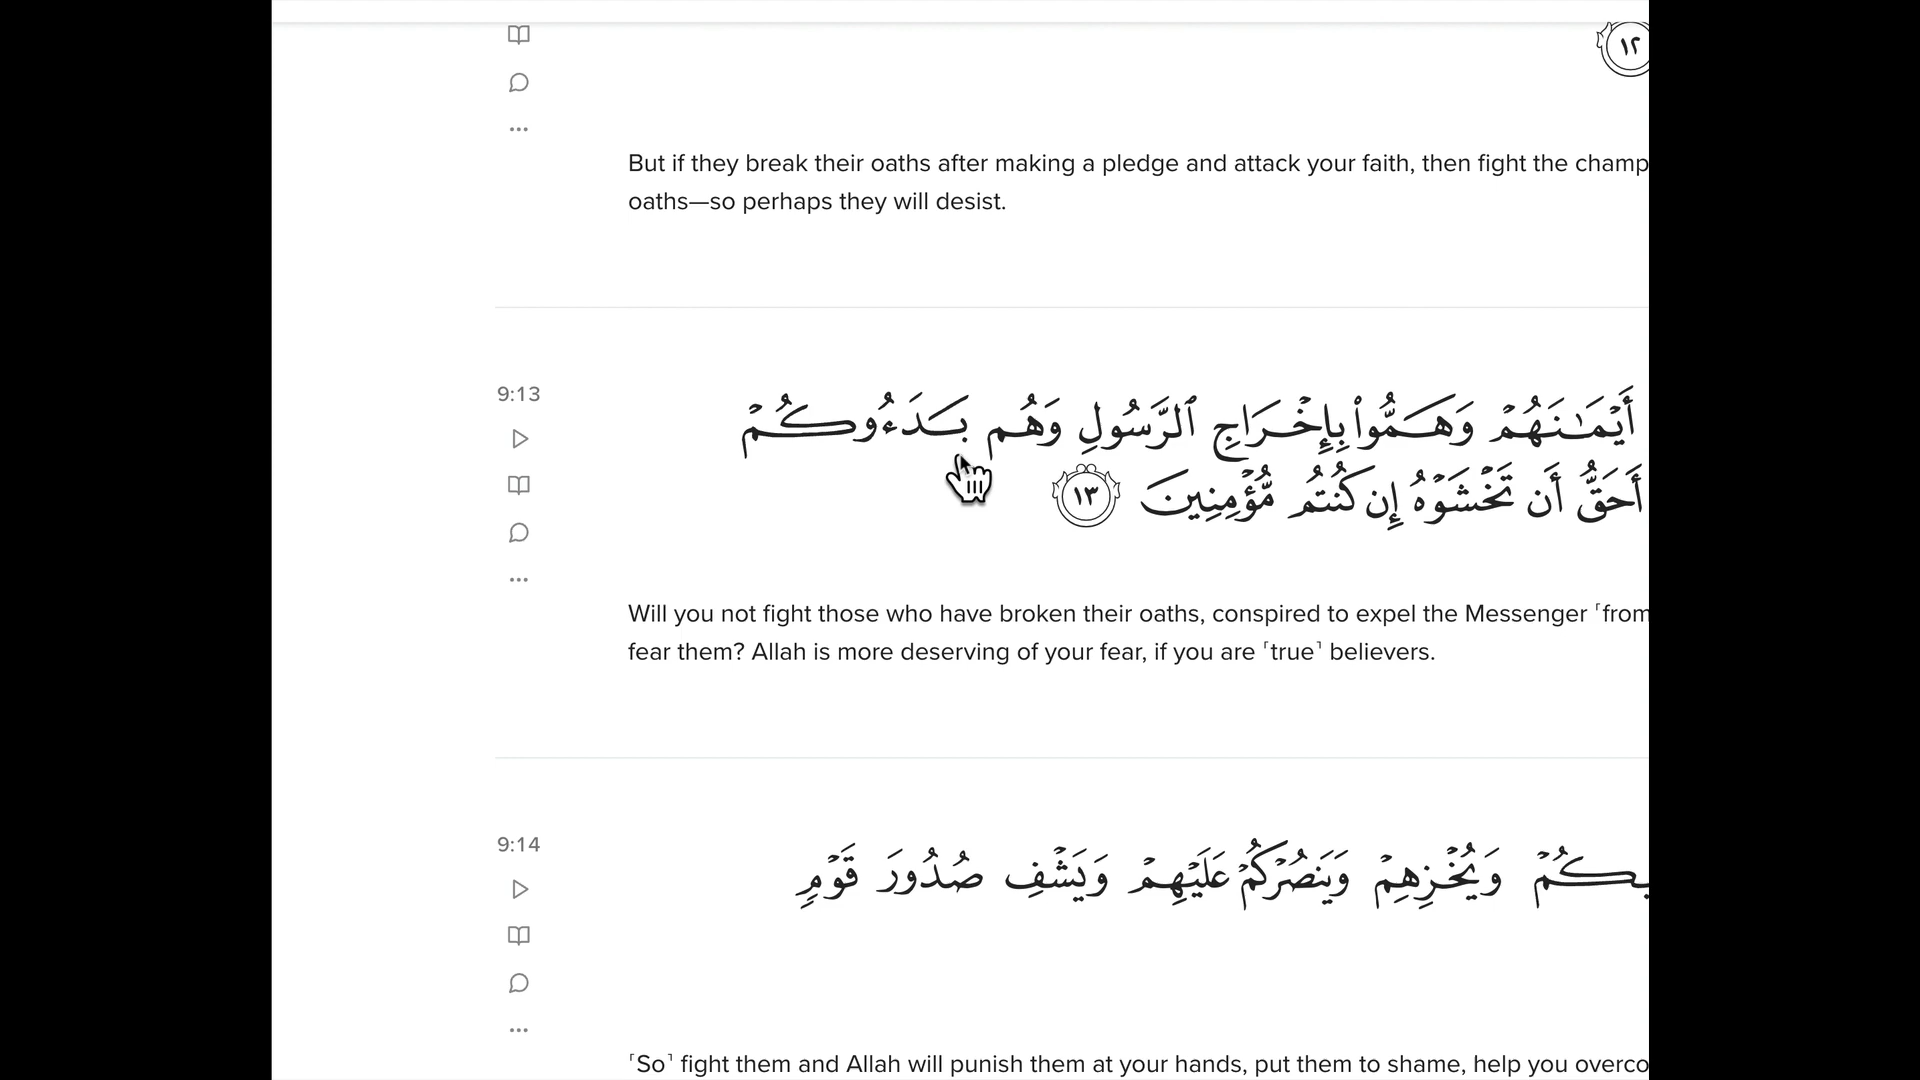 ١٢
But if they break their oaths after making a pledge and attack your faith, then fight the champ
oaths—so perhaps they will desist.
9:13
أَيْمَـٰنَهُمْ وَهَمُّوا۟ بِإِخْرَاجِ ٱلرَّسُولِ وَهُم بَدَءُوكُمْ
أَحَقُّ أَن تَخْشَوْهُ إِن كُنتُم مُّؤْمِنِينَ ١٣
Will you not fight those who have broken their oaths, conspired to expel the Messenger ˹from
fear them? Allah is more deserving of your fear, if you are ˹true˺ believers.
9:14
وَيُخْزِهِمْ وَيَنصُرْكُمْ عَلَيْهِمْ وَيَشْفِ صُدُورَ قَوْمٍ
˹So˺ fight them and Allah will punish them at your hands, put them to shame, help you overco